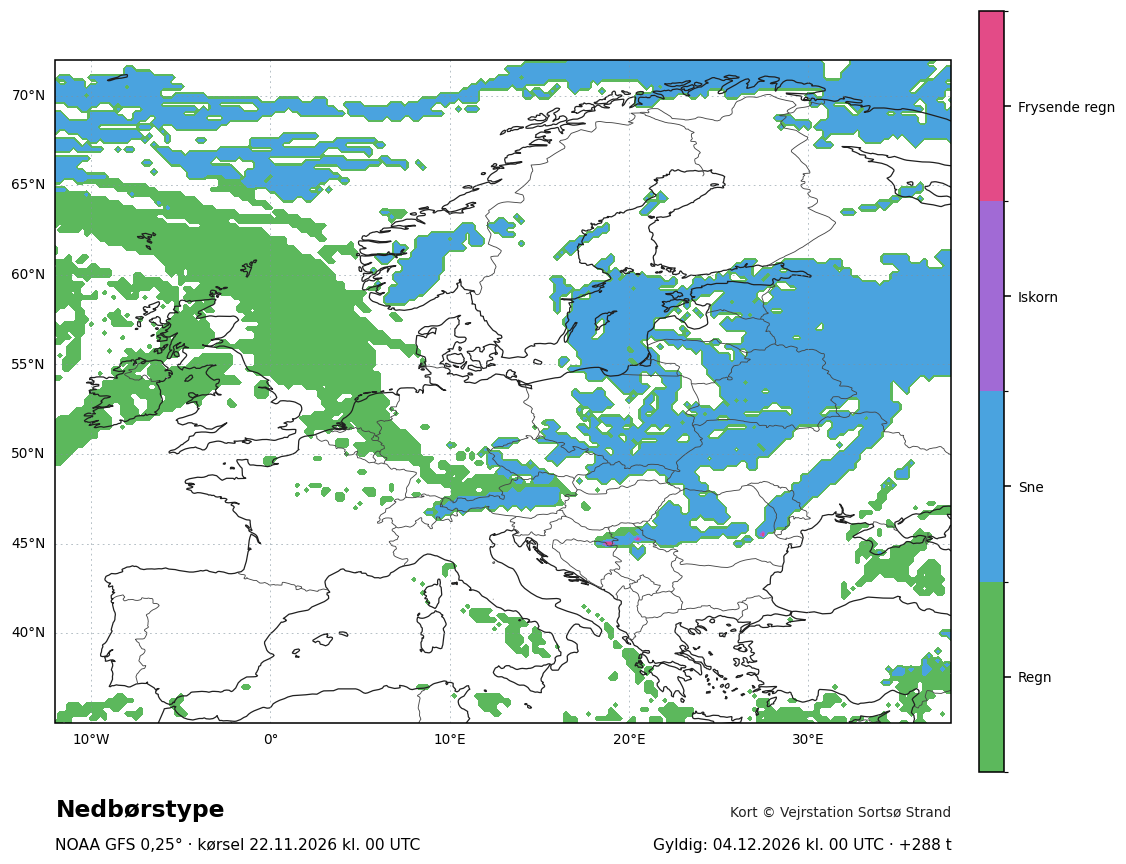 70°N
65°N
60°N
55°N
50°N
45°N
40°N
10°W 0° 10°E 20°E 30°E
Frysende regn
Iskorn
Sne
Regn
Nedbørstype
Kort © Vejrstation Sortsø Strand
NOAA GFS 0,25° · kørsel 22.11.2026 kl. 00 UTC
Gyldig: 04.12.2026 kl. 00 UTC · +288 t